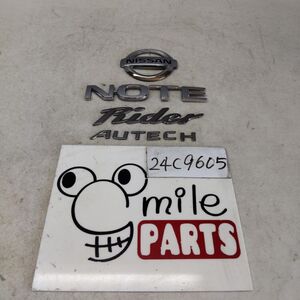 NISSAN
NOTE
Rider
AUTECH
24C9605
mile
PARTS